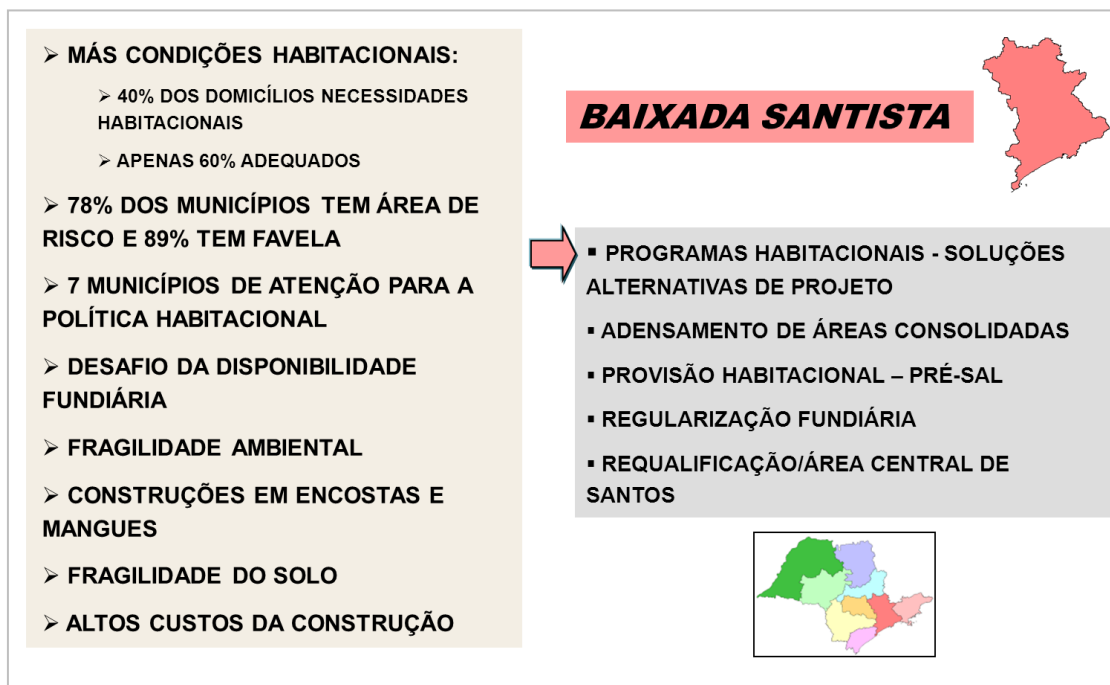 ➢ MÁS CONDIÇÕES HABITACIONAIS:
➢ 40% DOS DOMICÍLIOS NECESSIDADES
HABITACIONAIS
➢ APENAS 60% ADEQUADOS
➢ 78% DOS MUNICÍPIOS TEM ÁREA DE
RISCO E 89% TEM FAVELA
➢ 7 MUNICÍPIOS DE ATENÇÃO PARA A
POLÍTICA HABITACIONAL
➢ DESAFIO DA DISPONIBILIDADE
FUNDIÁRIA
➢ FRAGILIDADE AMBIENTAL
➢ CONSTRUÇÕES EM ENCOSTAS E
MANGUES
➢ FRAGILIDADE DO SOLO
➢ ALTOS CUSTOS DA CONSTRUÇÃO
BAIXADA SANTISTA
▪ PROGRAMAS HABITACIONAIS - SOLUÇÕES
ALTERNATIVAS DE PROJETO
▪ ADENSAMENTO DE ÁREAS CONSOLIDADAS
▪ PROVISÃO HABITACIONAL – PRÉ-SAL
▪ REGULARIZAÇÃO FUNDIÁRIA
▪ REQUALIFICAÇÃO/ÁREA CENTRAL DE
SANTOS